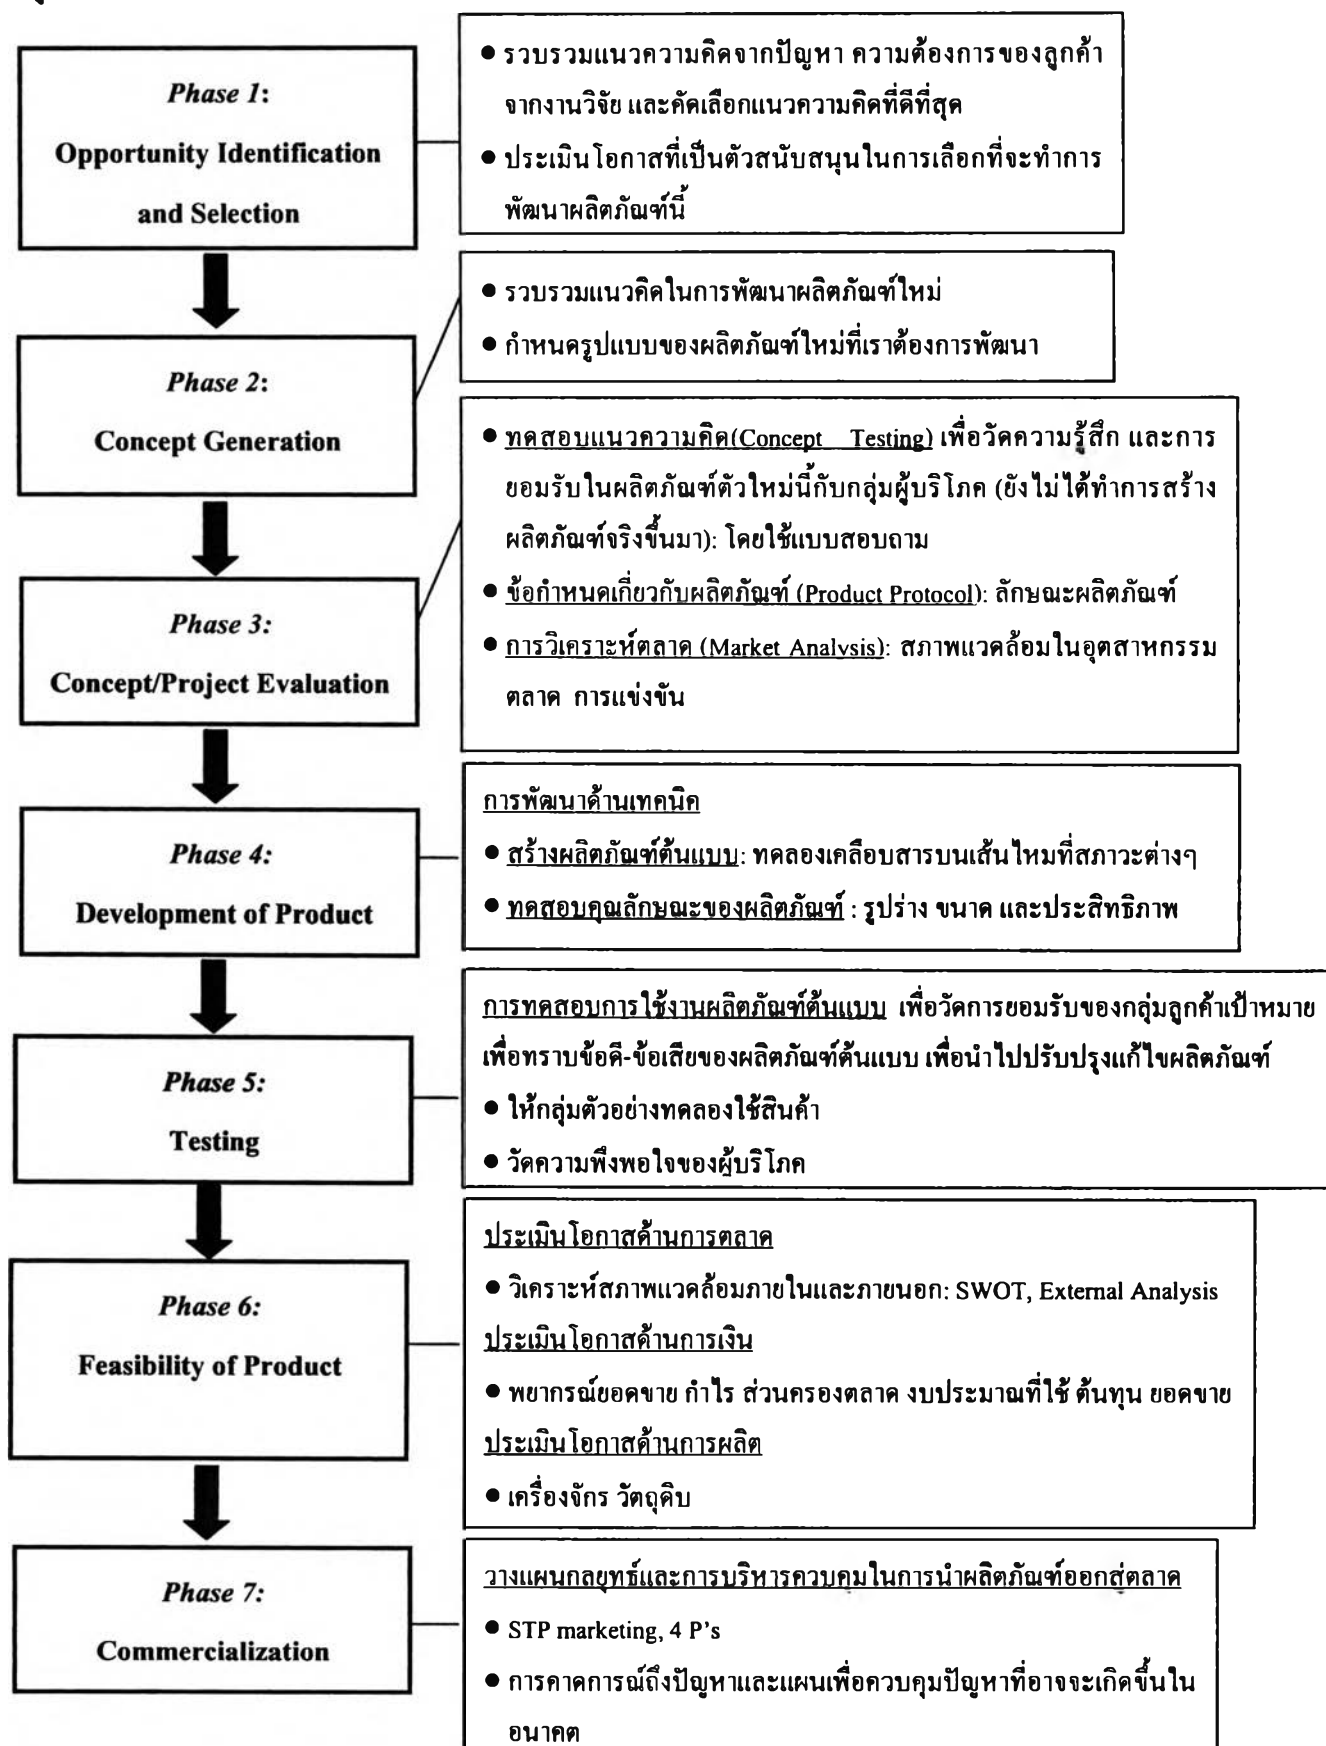 Phase 1:
Opportunity Identification
and Selection
● รวบรวมแนวความคิดจากปัญหา ความต้องการของลูกค้า
จากงานวิจัย และคัดเลือกแนวความคิดที่ดีที่สุด
● ประเมินโอกาสที่เป็นตัวสนับสนุนในการเลือกที่จะทำการ
พัฒนาผลิตภัณฑ์นี้
Phase 2:
Concept Generation
● รวบรวมแนวคิดในการพัฒนาผลิตภัณฑ์ใหม่
● กำหนดรูปแบบของผลิตภัณฑ์ใหม่ที่เราต้องการพัฒนา
Phase 3:
Concept/Project Evaluation
● ทดสอบแนวความคิด(Concept Testing) เพื่อวัดความรู้สึก และการ
ยอมรับในผลิตภัณฑ์ตัวใหม่นี้กับกลุ่มผู้บริโภค (ยังไม่ได้ทำการสร้าง
ผลิตภัณฑ์จริงขึ้นมา): โดยใช้แบบสอบถาม
● ข้อกำหนดเกี่ยวกับผลิตภัณฑ์ (Product Protocol): ลักษณะผลิตภัณฑ์
● การวิเคราะห์ตลาด (Market Analysis): สภาพแวดล้อมในอุตสาหกรรม
ตลาด การแข่งขัน
Phase 4:
Development of Product
การพัฒนาด้านเทคนิค
● สร้างผลิตภัณฑ์ต้นแบบ: ทดลองเคลือบสารบนเส้นไหมที่สภาวะต่างๆ
● ทดสอบคุณลักษณะของผลิตภัณฑ์ : รูปร่าง ขนาด และประสิทธิภาพ
Phase 5:
Testing
การทดสอบการใช้งานผลิตภัณฑ์ต้นแบบ เพื่อวัดการยอมรับของกลุ่มลูกค้าเป้าหมาย
เพื่อทราบข้อดี-ข้อเสียของผลิตภัณฑ์ต้นแบบ เพื่อนำไปปรับปรุงแก้ไขผลิตภัณฑ์
● ให้กลุ่มตัวอย่างทดลองใช้สินค้า
● วัดความพึงพอใจของผู้บริโภค
Phase 6:
Feasibility of Product
ประเมินโอกาสด้านการตลาด
● วิเคราะห์สภาพแวดล้อมภายในและภายนอก: SWOT, External Analysis
ประเมินโอกาสด้านการเงิน
● พยากรณ์ยอดขาย กำไร ส่วนครองตลาด งบประมาณที่ใช้ ต้นทุน ยอดขาย
ประเมินโอกาสด้านการผลิต
● เครื่องจักร วัตถุดิบ
Phase 7:
Commercialization
วางแผนกลยุทธ์และการบริหารควบคุมในการนำผลิตภัณฑ์ออกสู่ตลาด
● STP marketing, 4 P's
● การคาดการณ์ถึงปัญหาและแผนเพื่อควบคุมปัญหาที่อาจจะเกิดขึ้นใน
อนาคต